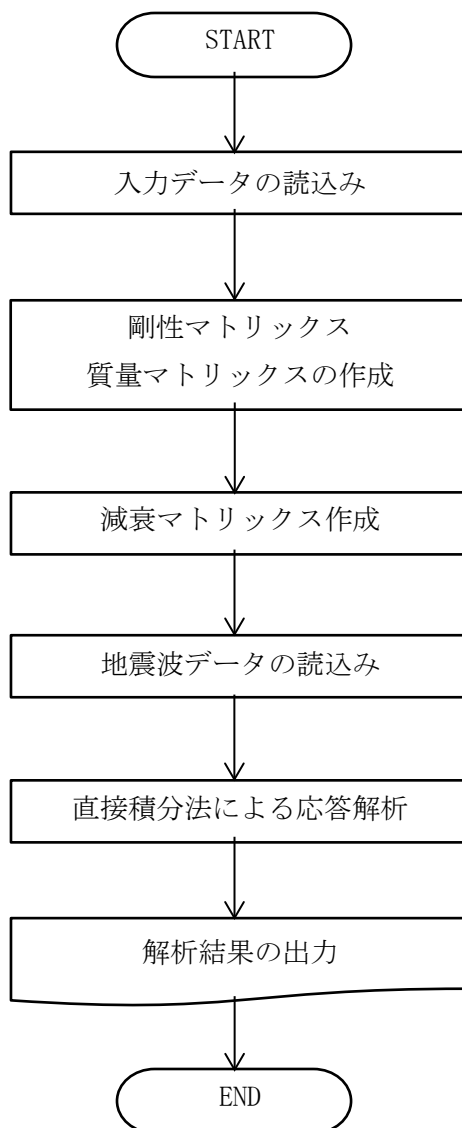 START
入力データの読込み
剛性マトリックス
質量マトリックスの作成
減衰マトリックス作成
地震波データの読込み
直接積分法による応答解析
解析結果の出力
END